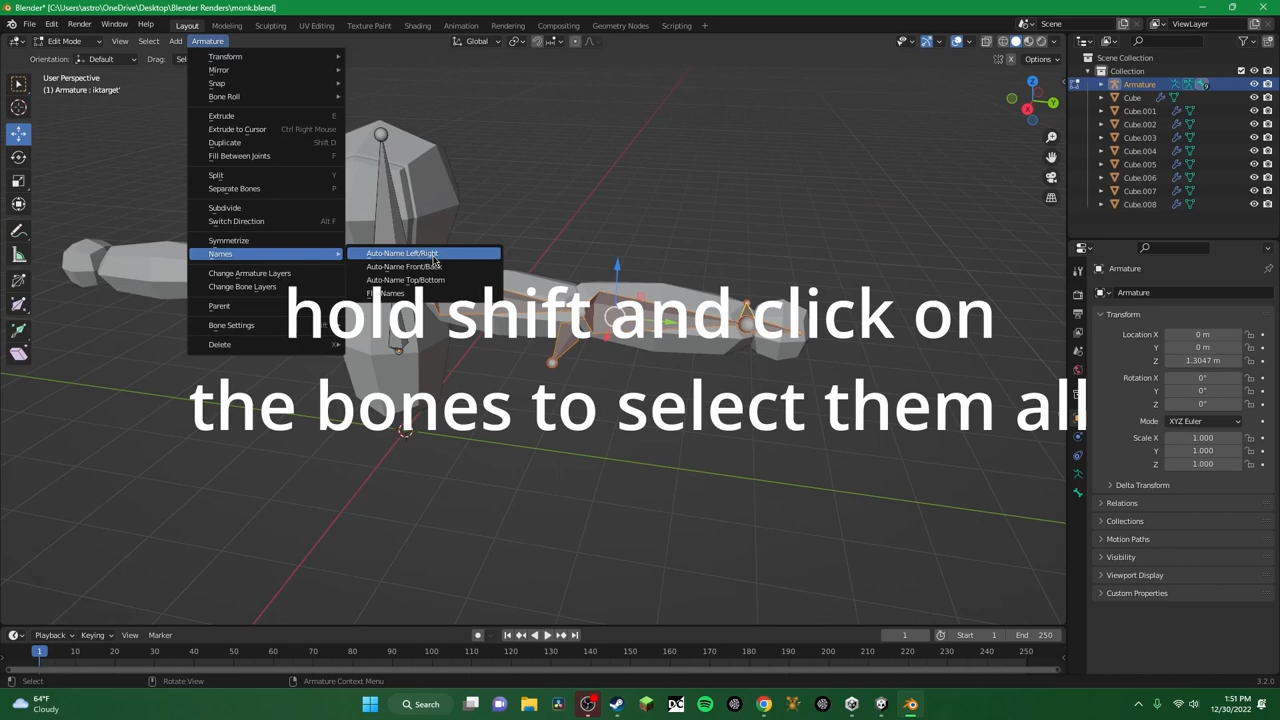 Blender* [C:\Users\astro\OneDrive\Desktop\Blender Renders\monk.blend]
File Edit Render Window Help Layout Modeling Sculpting UV Editing Texture Paint Shading Animation Rendering Compositing Geometry Nodes Scripting + Scene ViewLayer
Edit Mode View Select Add Armature Global Options
Orientation: Default Drag: X
User Perspective
(1) Armature : iktarget'
Transform
Mirror
Snap
Bone Roll
Extrude E
Extrude to Cursor Ctrl Right Mouse
Duplicate Shift D
Fill Between Joints F
Split Y
Separate Bones P
Subdivide
Switch Direction Alt F
Symmetrize
Names
Change Armature Layers
Change Bone Layers
Parent
Bone Settings
Delete X
Auto-Name Left/Right
Auto-Name Front/Back
Auto-Name Top/Bottom
hold shift and click on
the bones to select them all
Z
Y
X
Scene Collection
Collection
Armature 9
Cube
Cube.001
Cube.002
Cube.003
Cube.004
Cube.005
Cube.006
Cube.007
Cube.008
Armature
Armature
Transform
Location X 0 m
Y 0 m
Z 1.3047 m
Rotation X 0°
Y 0°
Z 0°
Mode XYZ Euler
Scale X 1.000
Y 1.000
Z 1.000
Delta Transform
Relations
Collections
Motion Paths
Visibility
Viewport Display
Custom Properties
Playback Keying View Marker 1 Start 1 End 250
1 10 20 30 40 50 60 70 80 90 100 110 120 130 140 150 160 170 180 190 200 210 220 230 240 250
Select Rotate View Armature Context Menu 3.2.0
64°F
Cloudy
Search
DC
1:51 PM
12/30/2022